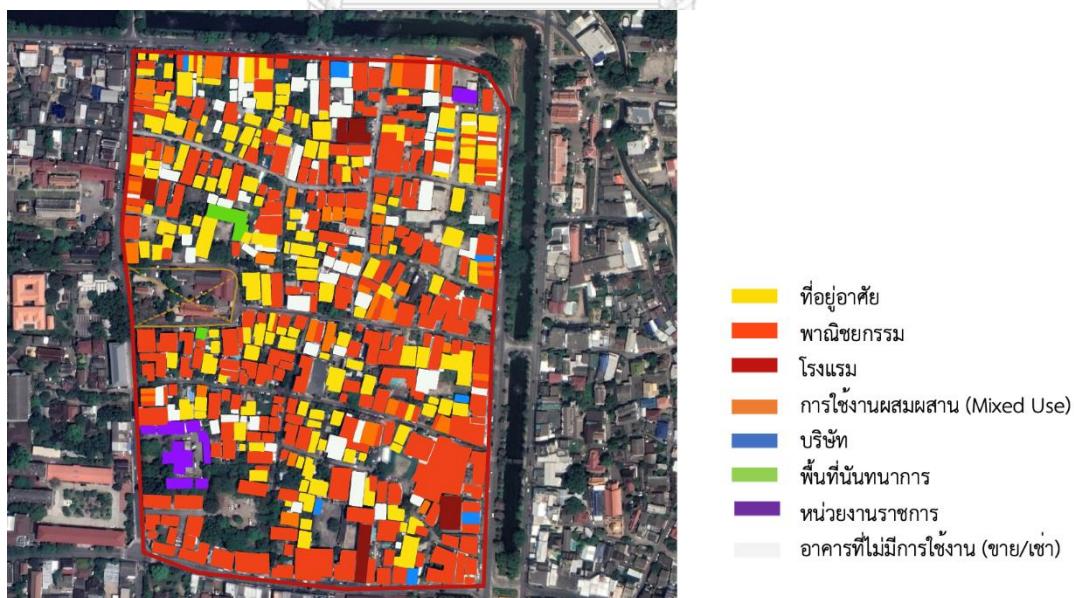 ที่อยู่อาศัย
พาณิชยกรรม
โรงแรม
การใช้งานผสมผสาน (Mixed Use)
บริษัท
พื้นที่นันทนาการ
หน่วยงานราชการ
อาคารที่ไม่มีการใช้งาน (ขาย/เช่า)